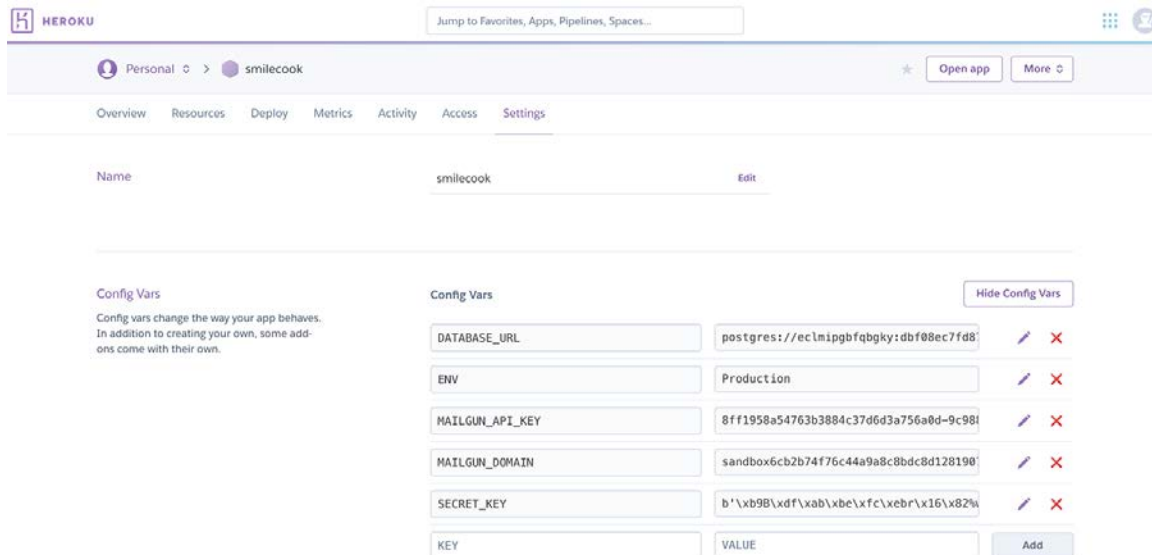 HEROKU
Jump to Favorites, Apps, Pipelines, Spaces...
Personal > smilecook
Open app
More
Overview Resources Deploy Metrics Activity Access Settings
Name
smilecook
Edit
Config Vars
Config vars change the way your app behaves.
In addition to creating your own, some add-
ons come with their own.
Config Vars
Hide Config Vars
DATABASE_URL
postgres://eclmipgbfqbgky:dbf08ec7fd87
ENV
Production
MAILGUN_API_KEY
8ff1958a54763b3884c37d6d3a756a0d-9c988
MAILGUN_DOMAIN
sandbox6cb2b74f76c44a9a8c8bdc8d1281907
SECRET_KEY
b'\xb9B\xdf\xab\xbe\xfc\xebr\x16\x82%
KEY
VALUE
Add